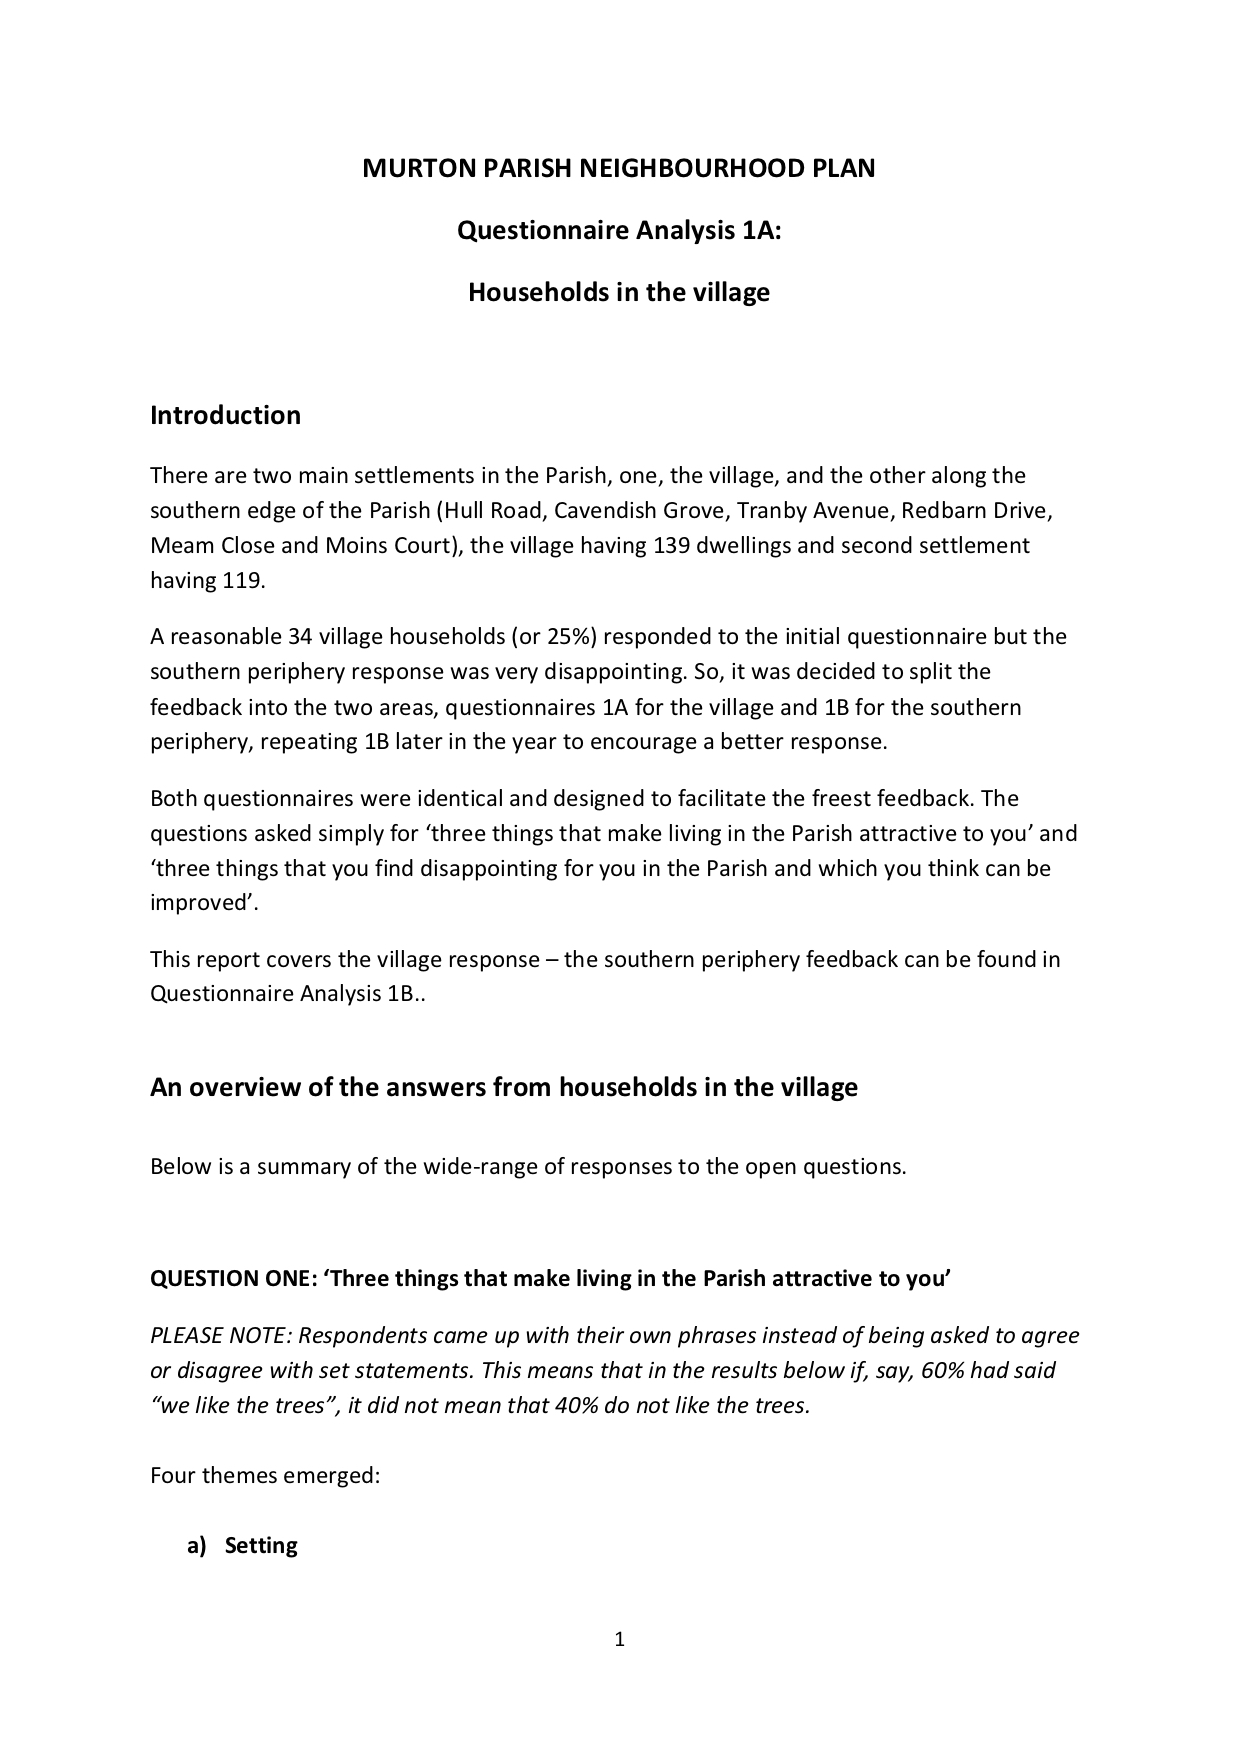 MURTON PARISH NEIGHBOURHOOD PLAN
Questionnaire Analysis 1A:
Households in the village
Introduction
There are two main settlements in the Parish, one, the village, and the other along the
southern edge of the Parish (Hull Road, Cavendish Grove, Tranby Avenue, Redbarn Drive,
Meam Close and Moins Court), the village having 139 dwellings and second settlement
having 119.
A reasonable 34 village households (or 25%) responded to the initial questionnaire but the
southern periphery response was very disappointing. So, it was decided to split the
feedback into the two areas, questionnaires 1A for the village and 1B for the southern
periphery, repeating 1B later in the year to encourage a better response.
Both questionnaires were identical and designed to facilitate the freest feedback. The
questions asked simply for ‘three things that make living in the Parish attractive to you’ and
‘three things that you find disappointing for you in the Parish and which you think can be
improved’.
This report covers the village response – the southern periphery feedback can be found in
Questionnaire Analysis 1B..
An overview of the answers from households in the village
Below is a summary of the wide-range of responses to the open questions.
QUESTION ONE: ‘Three things that make living in the Parish attractive to you’
PLEASE NOTE: Respondents came up with their own phrases instead of being asked to agree
or disagree with set statements. This means that in the results below if, say, 60% had said
“we like the trees”, it did not mean that 40% do not like the trees.
Four themes emerged:
a) Setting
1